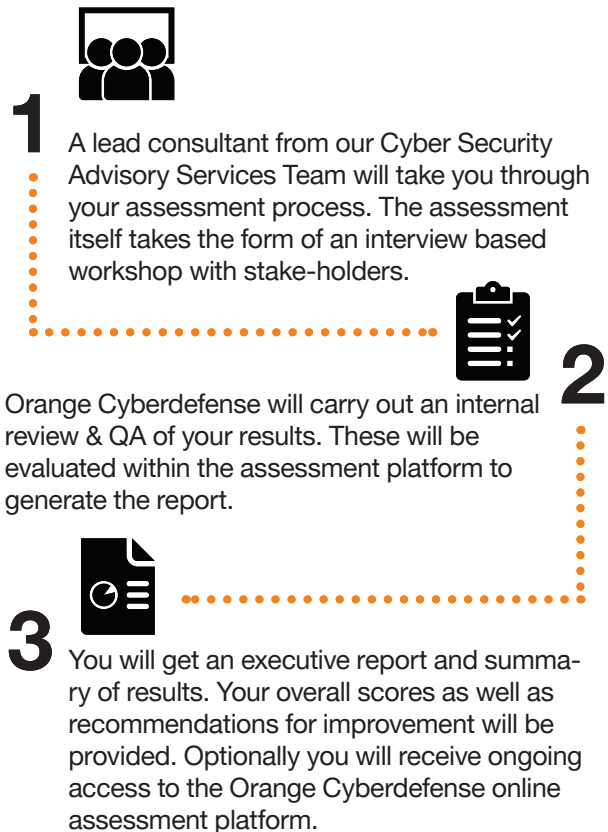 1
A lead consultant from our Cyber Security
Advisory Services Team will take you through
your assessment process. The assessment
itself takes the form of an interview based
workshop with stake-holders.
2
Orange Cyberdefense will carry out an internal
review & QA of your results. These will be
evaluated within the assessment platform to
generate the report.
3
You will get an executive report and summa-
ry of results. Your overall scores as well as
recommendations for improvement will be
provided. Optionally you will receive ongoing
access to the Orange Cyberdefense online
assessment platform.